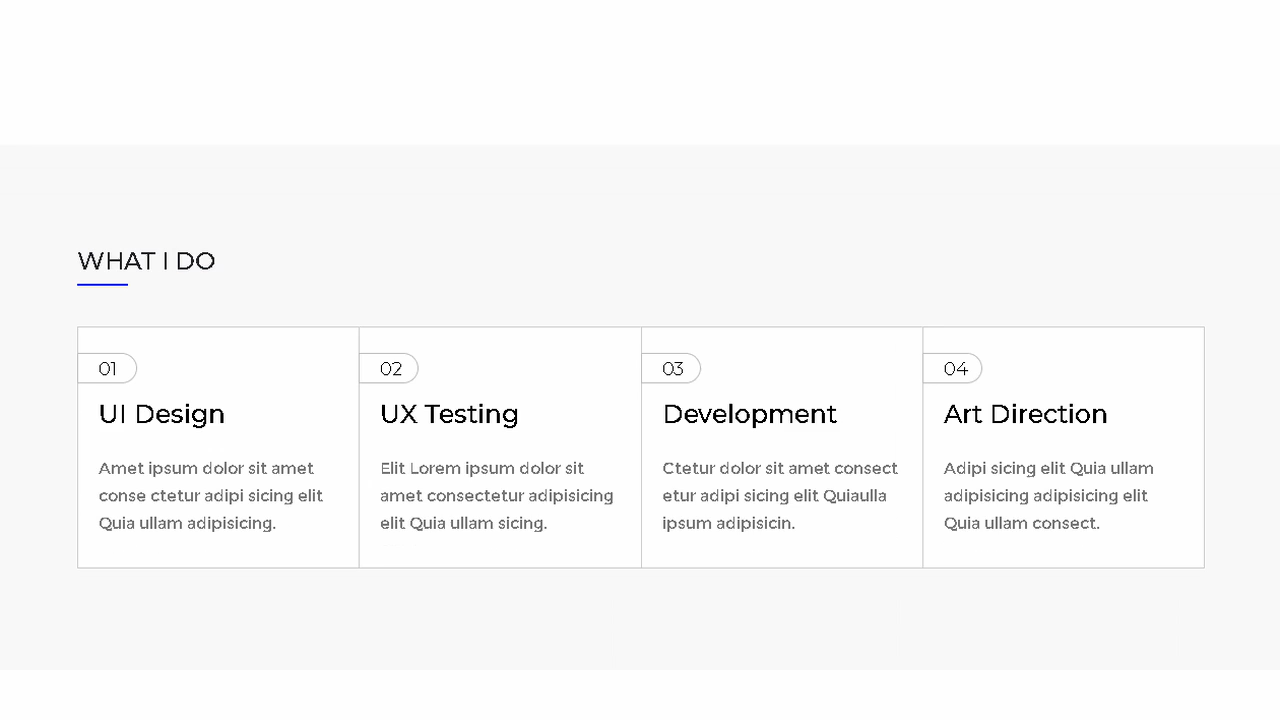 WHAT I DO
01
UI Design
Amet ipsum dolor sit amet
conse ctetur adipi sicing elit
Quia ullam adipisicing.
02
UX Testing
Elit Lorem ipsum dolor sit
amet consectetur adipisicing
elit Quia ullam sicing.
03
Development
Ctetur dolor sit amet consect
etur adipi sicing elit Quiaulla
ipsum adipisicin.
04
Art Direction
Adipi sicing elit Quia ullam
adipisicing adipisicing elit
Quia ullam consect.